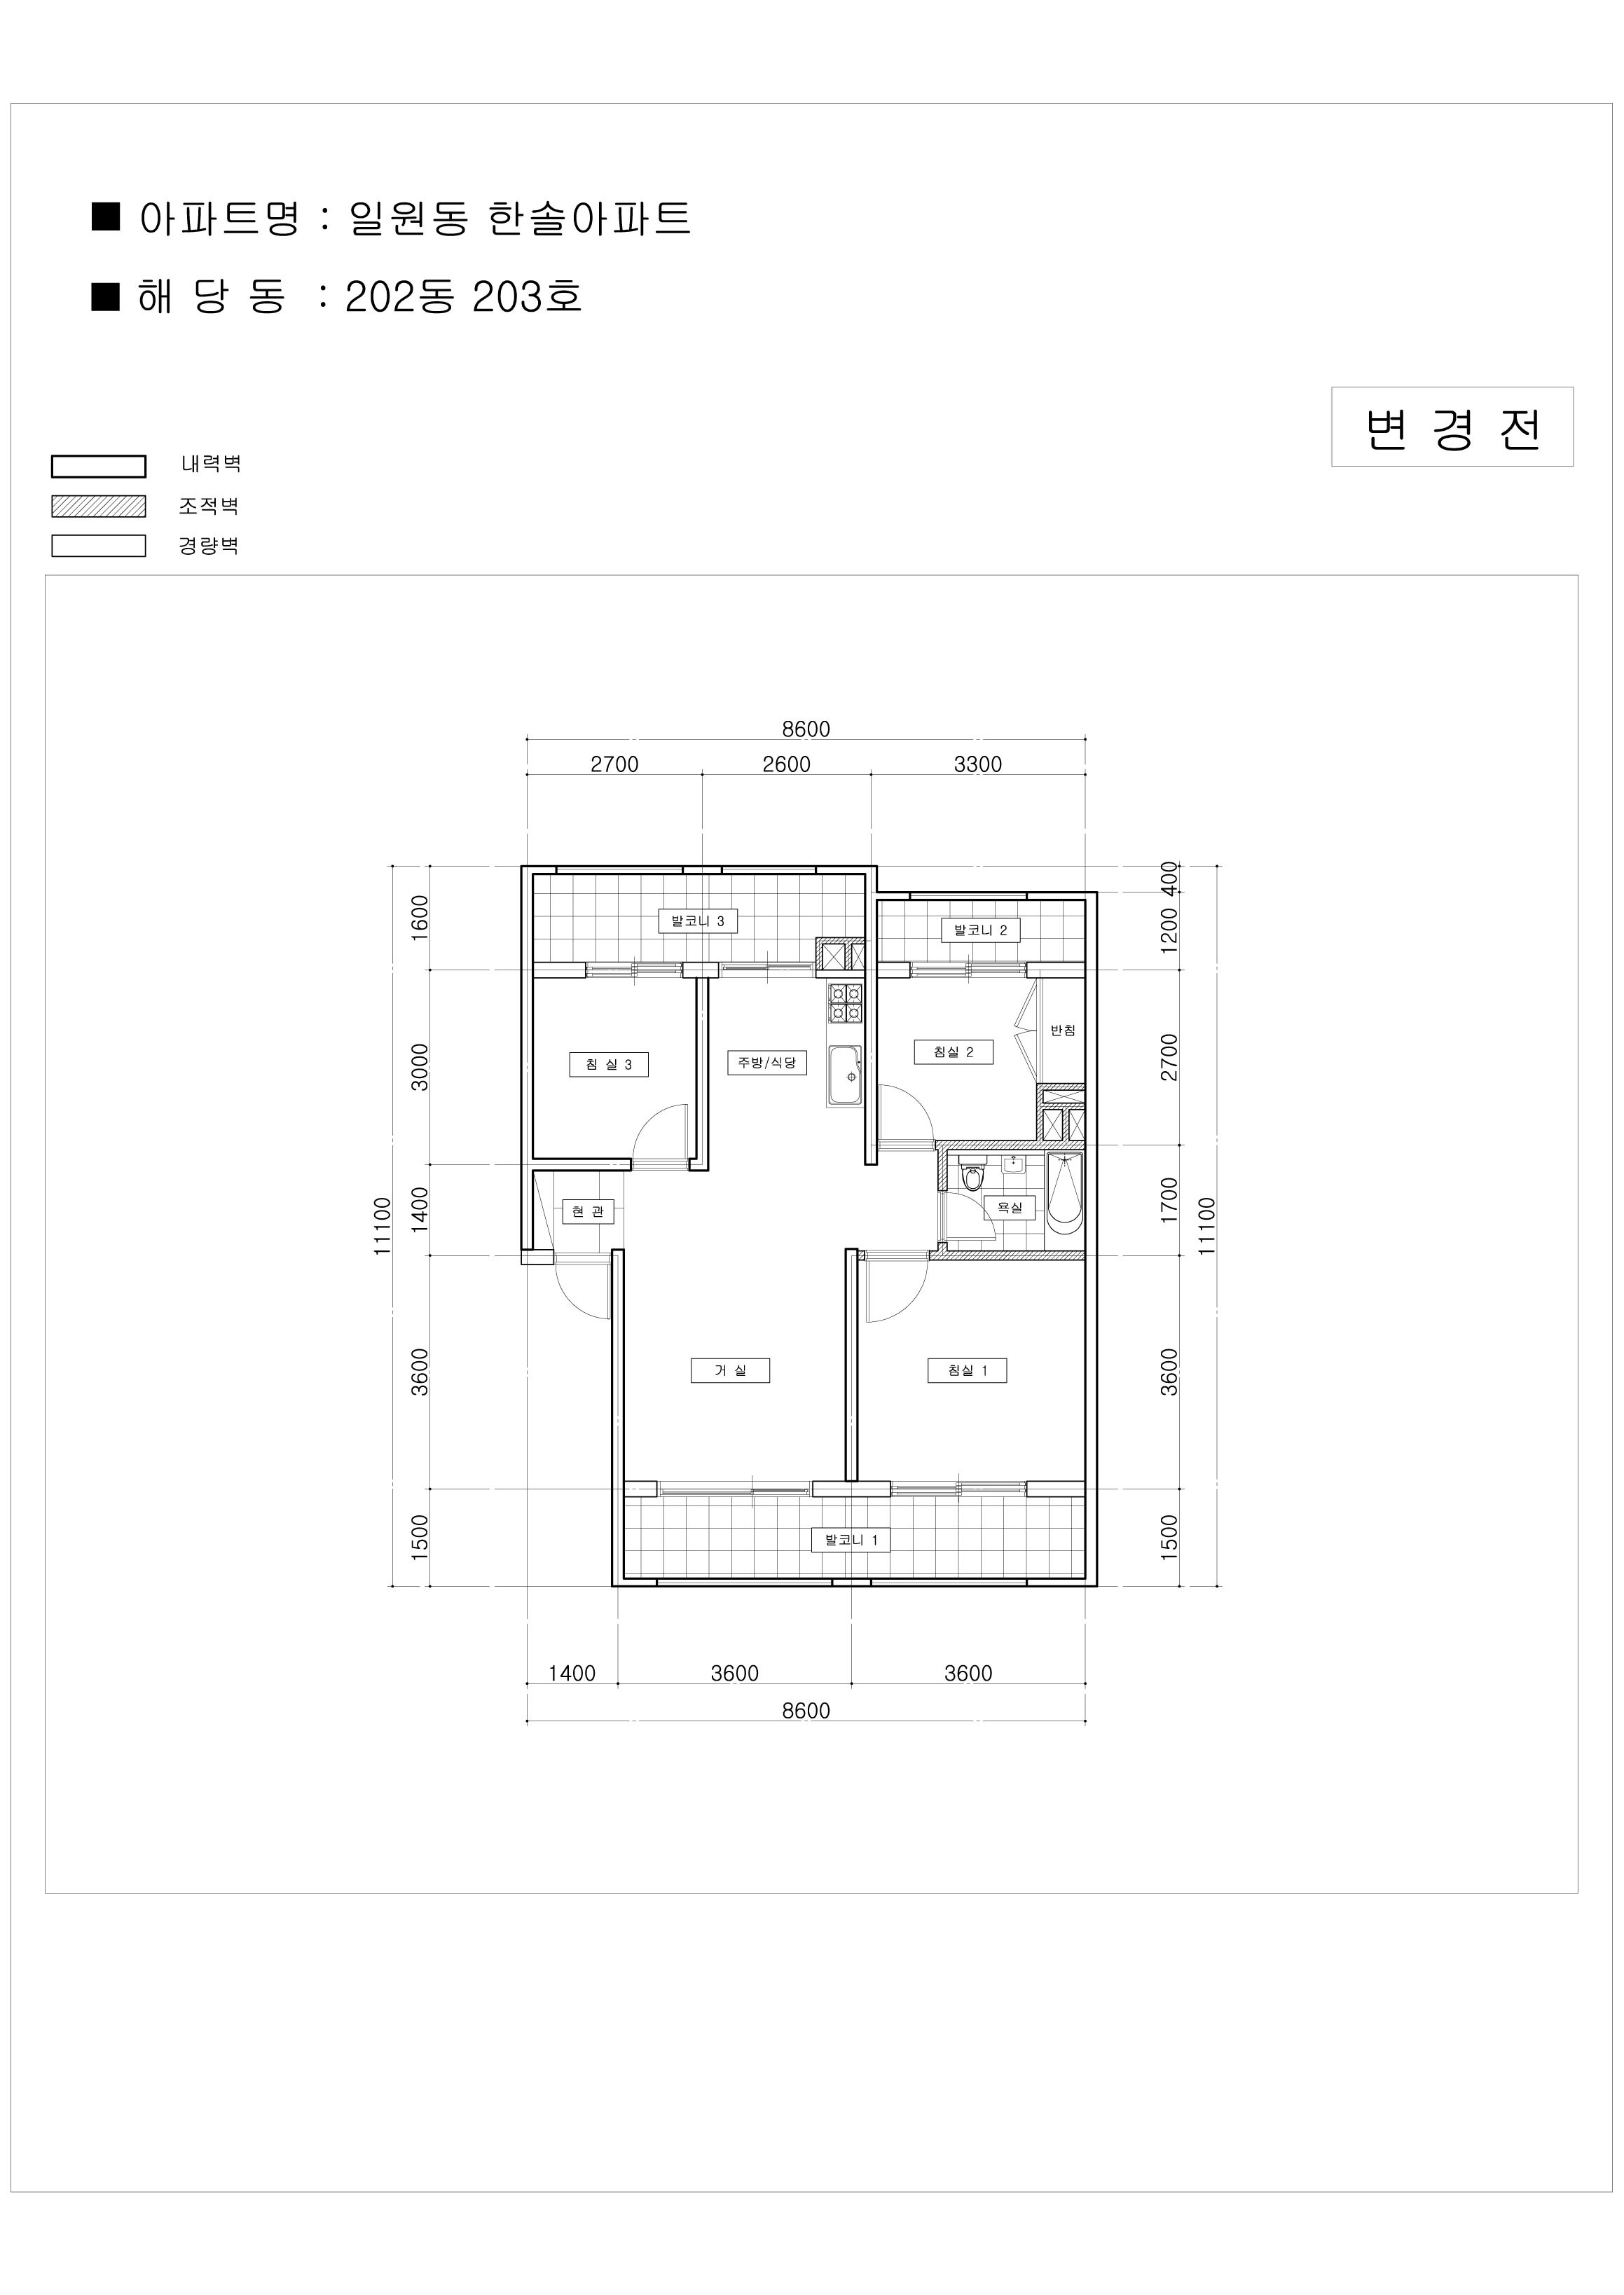 ■ 아파트명 : 일원동 한솔아파트
■ 해 당 동 : 202동 203호
변 경 전
내력벽
조적벽
경량벽
8600
2700 2600 3300
400
1600
1200
발코니 3
발코니 2
반침
3000
2700
침 실 3
주방/식당
침실 2
11100
1400
1700
11100
현 관
욕실
3600
3600
거 실
침실 1
1500
1500
발코니 1
1400 3600 3600
8600